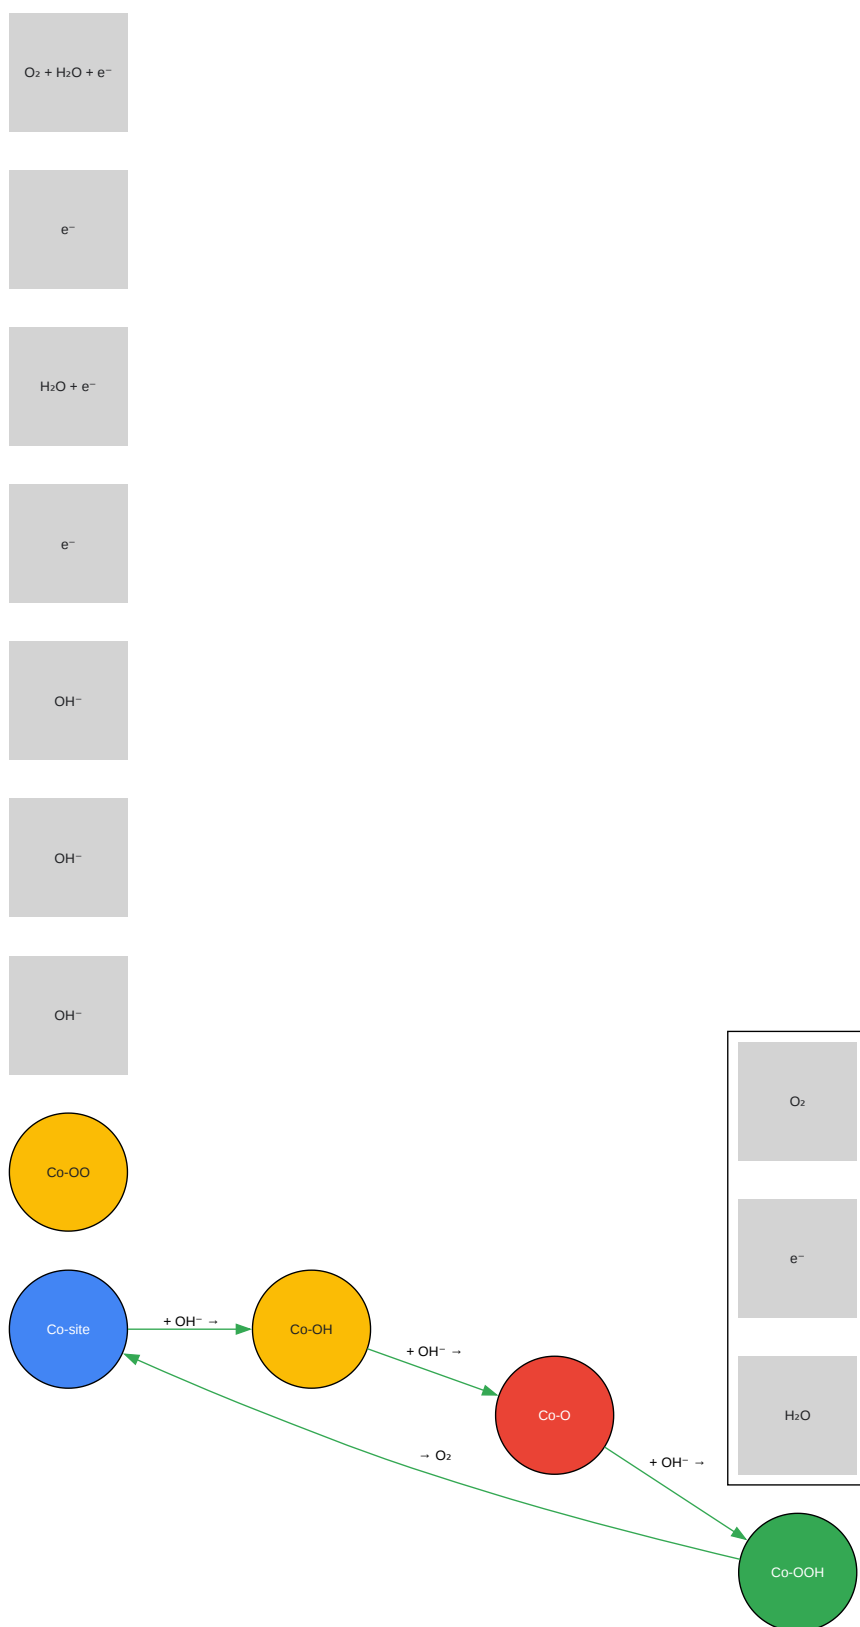 O₂ + H₂O + e⁻
e⁻
H₂O + e⁻
e⁻
OH⁻
OH⁻
OH⁻
O₂
Co-OO
e⁻
Co-site
+ OH⁻ →
Co-OH
+ OH⁻ →
Co-O
H₂O
→ O₂
+ OH⁻ →
Co-OOH